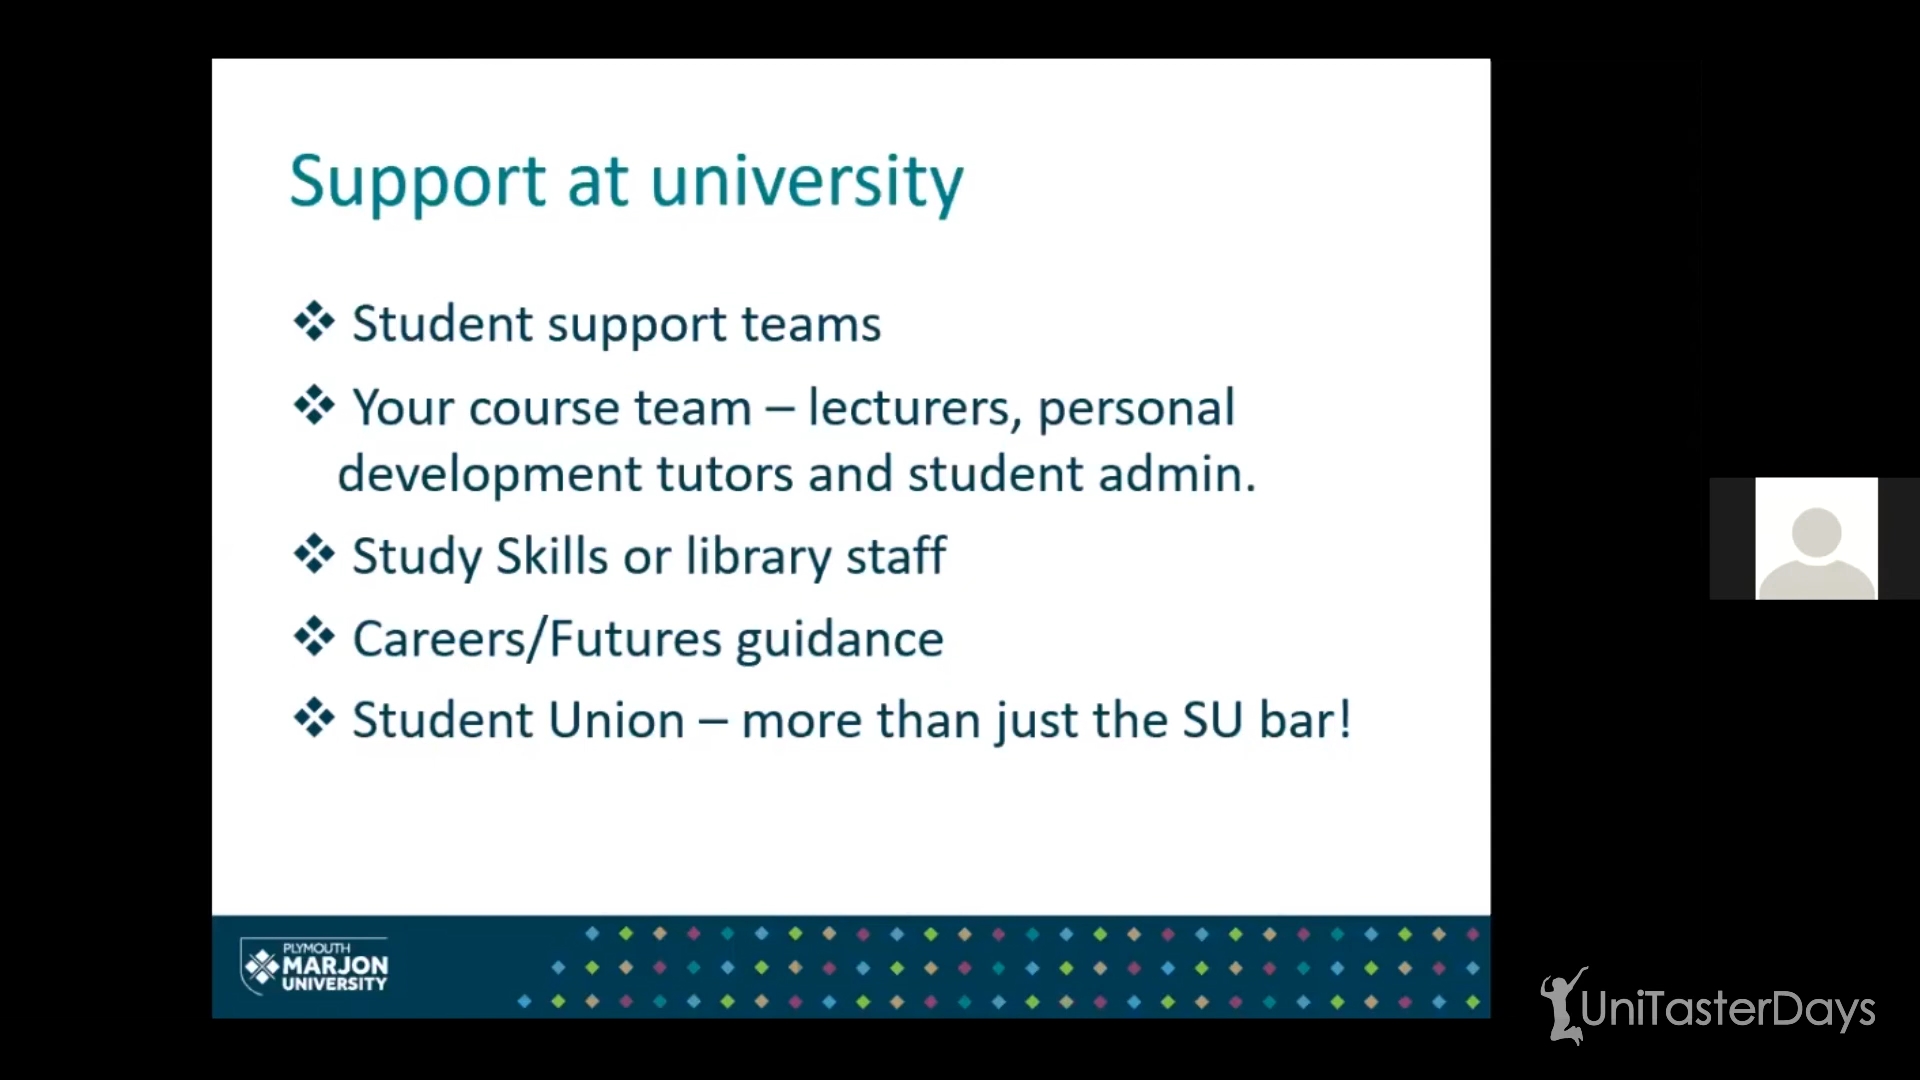 Support at university
❖ Student support teams
❖ Your course team – lecturers, personal
development tutors and student admin.
❖ Study Skills or library staff
❖ Careers/Futures guidance
❖ Student Union – more than just the SU bar!
PLYMOUTH
MARJON
UNIVERSITY
UniTasterDays